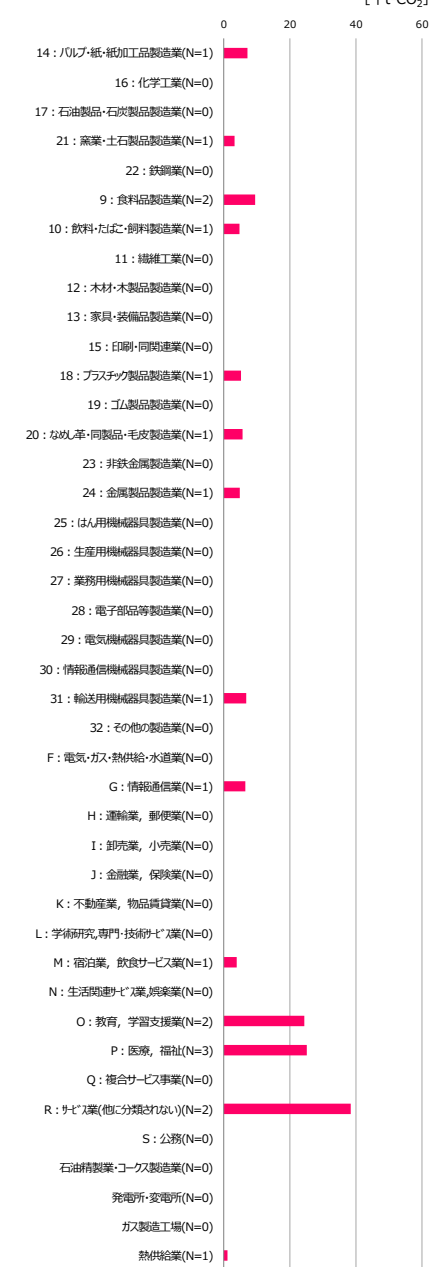 [千t-CO₂]
0 20 40 60
14：パルプ・紙・紙加工品製造業(N=1)
16：化学工業(N=0)
17：石油製品・石炭製品製造業(N=0)
21：窯業・土石製品製造業(N=1)
22：鉄鋼業(N=0)
9：食料品製造業(N=2)
10：飲料・たばこ・飼料製造業(N=1)
11：繊維工業(N=0)
12：木材・木製品製造業(N=0)
13：家具・装備品製造業(N=0)
15：印刷・同関連業(N=0)
18：プラスチック製品製造業(N=1)
19：ゴム製品製造業(N=0)
20：なめし革・同製品・毛皮製造業(N=1)
23：非鉄金属製造業(N=0)
24：金属製品製造業(N=1)
25：はん用機械器具製造業(N=0)
26：生産用機械器具製造業(N=0)
27：業務用機械器具製造業(N=0)
28：電子部品等製造業(N=0)
29：電気機械器具製造業(N=0)
30：情報通信機械器具製造業(N=0)
31：輸送用機械器具製造業(N=1)
32：その他の製造業(N=0)
F：電気・ガス・熱供給・水道業(N=0)
G：情報通信業(N=1)
H：運輸業，郵便業(N=0)
I：卸売業，小売業(N=0)
J：金融業，保険業(N=0)
K：不動産業，物品賃貸業(N=0)
L：学術研究,専門・技術ｻｰﾋﾞｽ業(N=0)
M：宿泊業，飲食サービス業(N=1)
N：生活関連ｻｰﾋﾞｽ業,娯楽業(N=0)
O：教育，学習支援業(N=2)
P：医療，福祉(N=3)
Q：複合サービス事業(N=0)
R：ｻｰﾋﾞｽ業(他に分類されない)(N=2)
S：公務(N=0)
石油精製業・コークス製造業(N=0)
発電所・変電所(N=0)
ガス製造工場(N=0)
熱供給業(N=1)